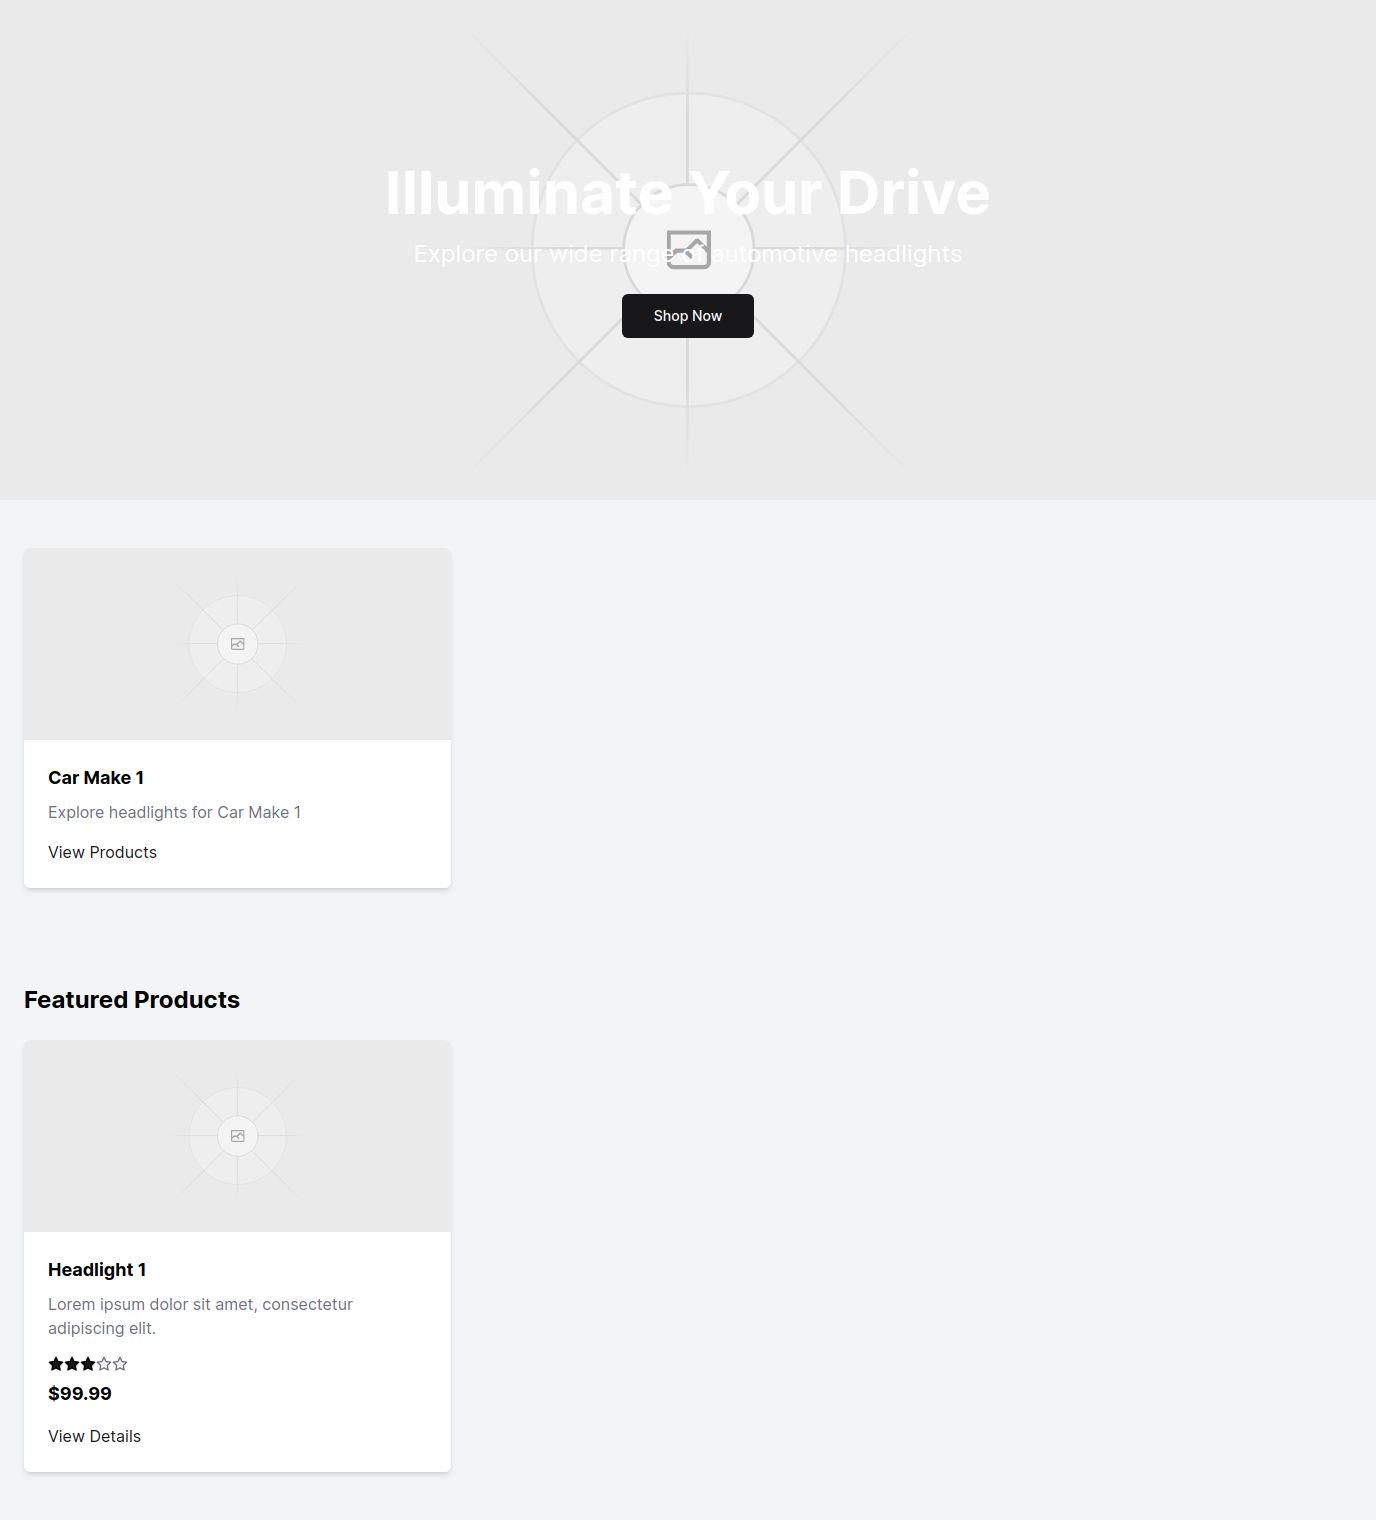 Illuminate Your Drive
Explore our wide range of automotive headlights
Shop Now
Car Make 1
Explore headlights for Car Make 1
View Products
Featured Products
Headlight 1
Lorem ipsum dolor sit amet, consectetur
adipiscing elit.
$99.99
View Details